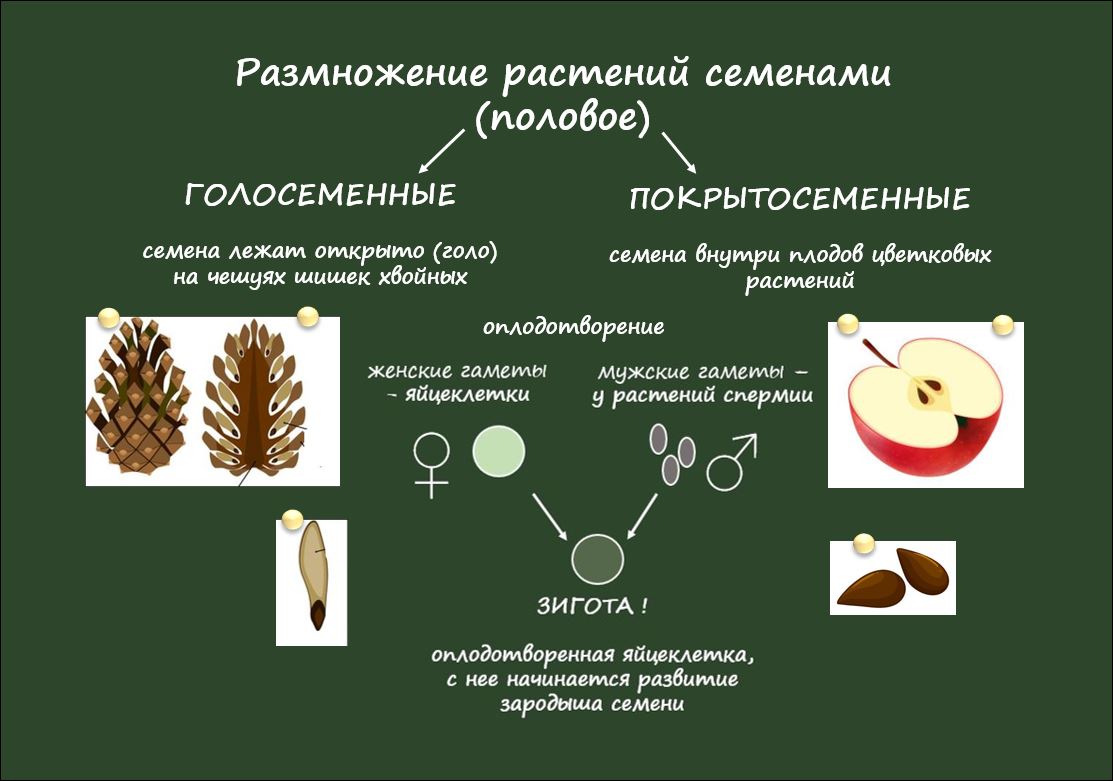 Размножение растений семенами
(половое)
ГОЛОСЕМЕННЫЕ
семена лежат открыто (голо)
на чешуях шишек хвойных
ПОКРЫТОСЕМЕННЫЕ
семена внутри плодов цветковых
растений
оплодотворение
женские гаметы
- яйцеклетки
мужские гаметы –
у растений спермии
ЗИГОТА !
оплодотворенная яйцеклетка,
с нее начинается развитие
зародыша семени